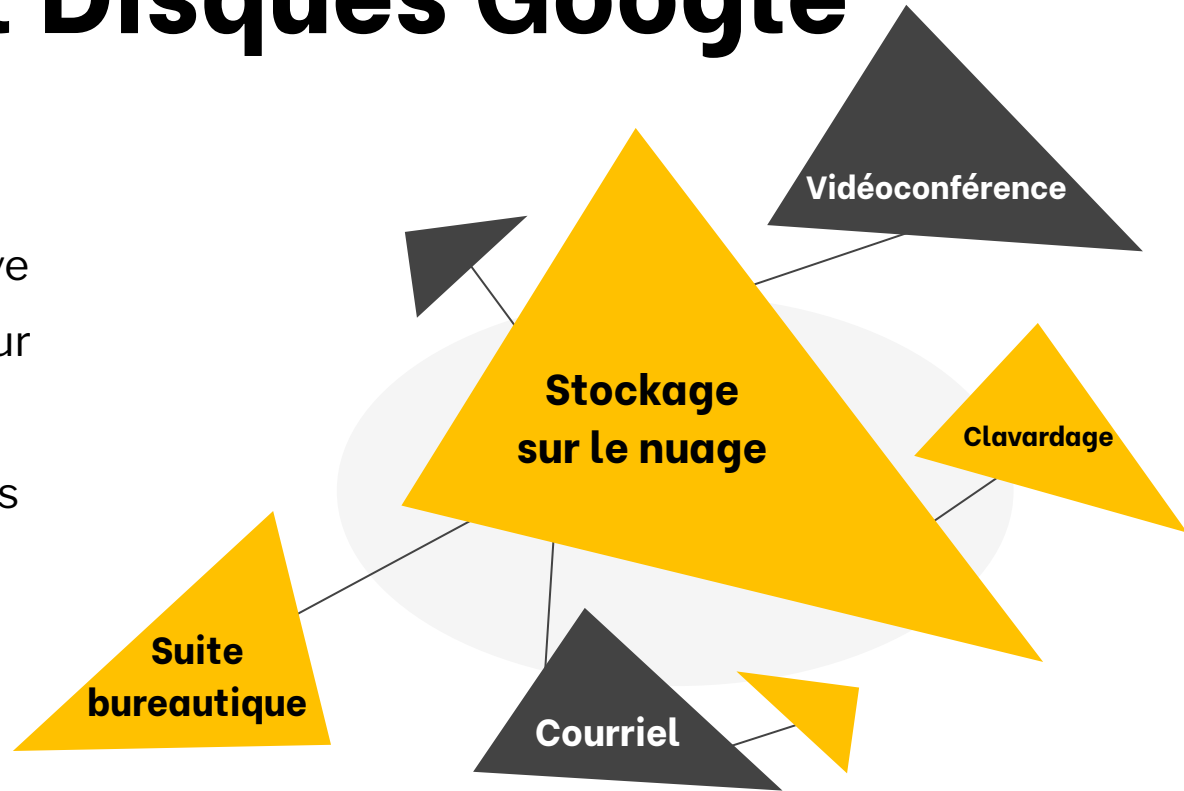 Disques Google
Vidéoconférence
Stockage
sur le nuage
Clavardage
Suite
bureautique
Courriel